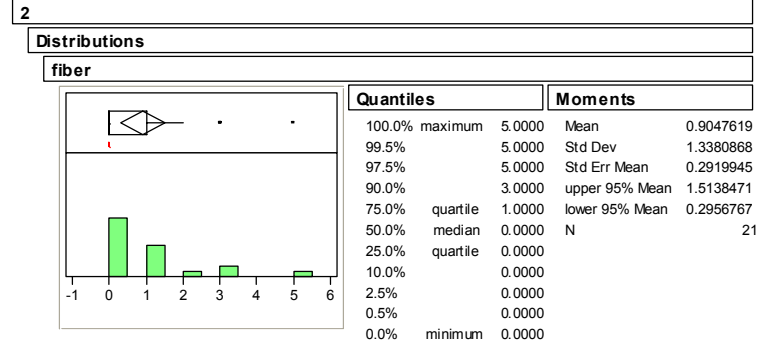 2
Distributions
fiber
Quantiles
100.0% maximum 5.0000
99.5% 5.0000
97.5% 5.0000
90.0% 3.0000
75.0% quartile 1.0000
50.0% median 0.0000
25.0% quartile 0.0000
10.0% 0.0000
2.5% 0.0000
0.5% 0.0000
0.0% minimum 0.0000
Moments
Mean 0.9047619
Std Dev 1.3380868
Std Err Mean 0.2919945
upper 95% Mean 1.5138471
lower 95% Mean 0.2956767
N 21
-1 0 1 2 3 4 5 6